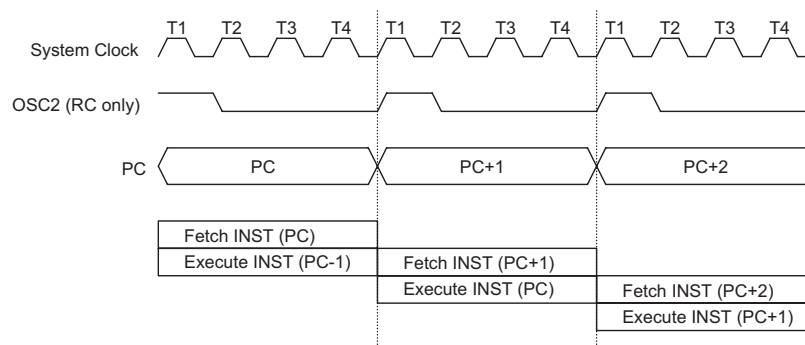 T1 T2 T3 T4 T1 T2 T3 T4 T1 T2 T3 T4
System Clock
OSC2 (RC only)
PC PC PC+1 PC+2
Fetch INST (PC)
Execute INST (PC-1) Fetch INST (PC+1)
Execute INST (PC) Fetch INST (PC+2)
Execute INST (PC+1)